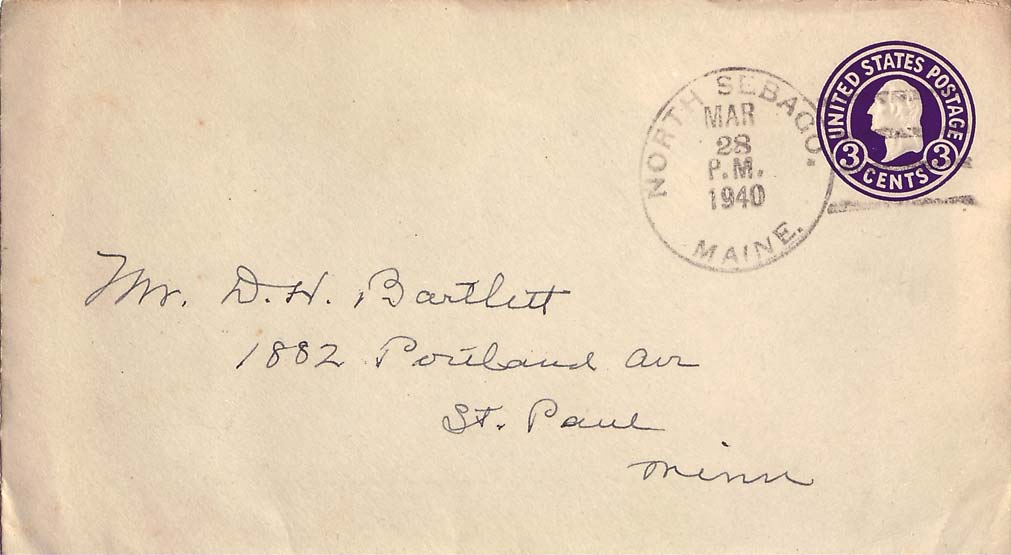 UNITED STATES POSTAGE
3 CENTS 3
NORTH SEBAGO.
MAR
28
P.M.
1940
MAINE.
Mr. D. H. Bartlett
1882 Portland Ave
St. Paul
Minn